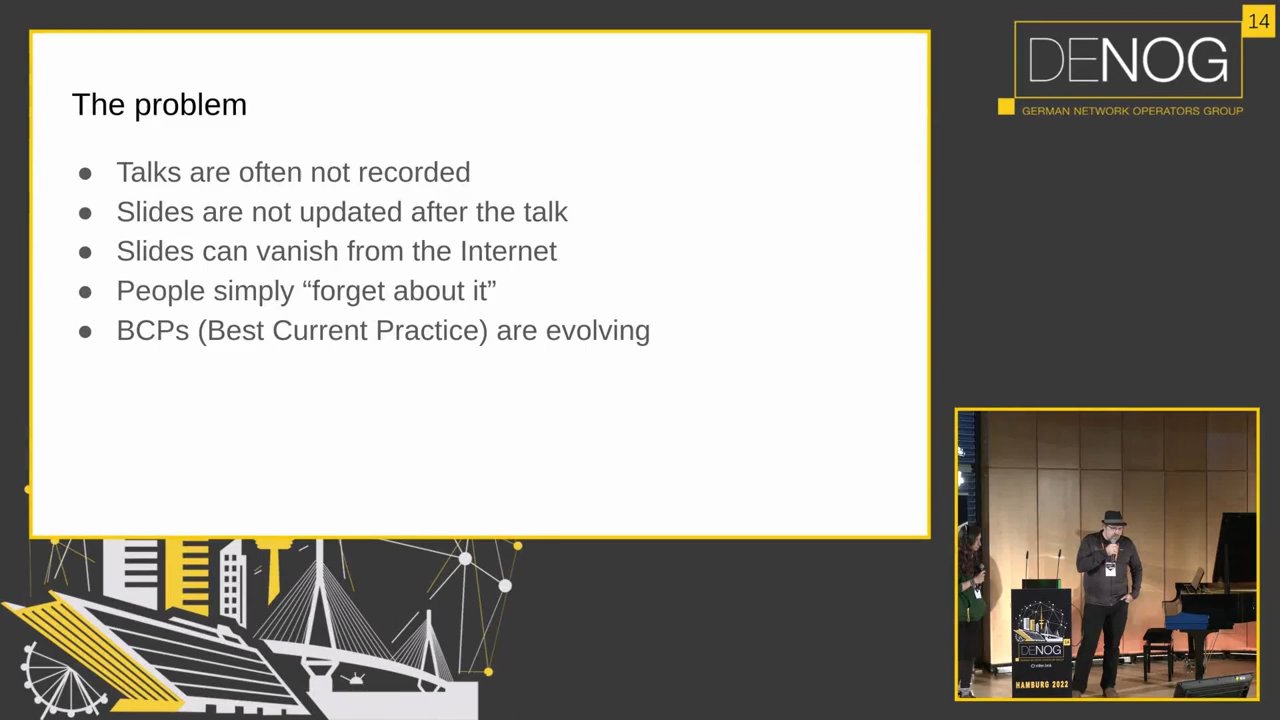 The problem
● Talks are often not recorded
● Slides are not updated after the talk
● Slides can vanish from the Internet
● People simply “forget about it”
● BCPs (Best Current Practice) are evolving
14
DENOG
GERMAN NETWORK OPERATORS GROUP
DENOG
HAMBURG 2022